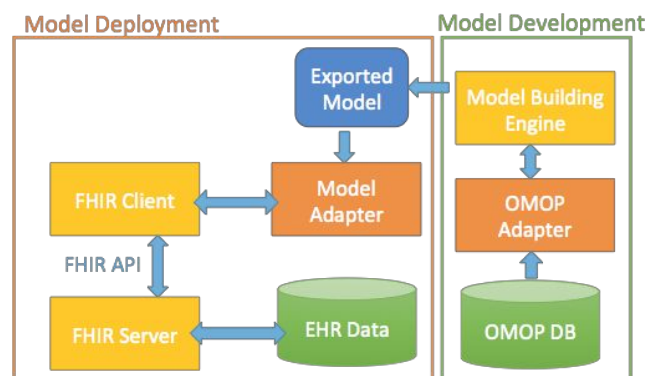 Model Deployment
Model Development
Exported
Model
Model Building
Engine
FHIR Client
Model
Adapter
OMOP
Adapter
FHIR API
FHIR Server
EHR Data
OMOP DB